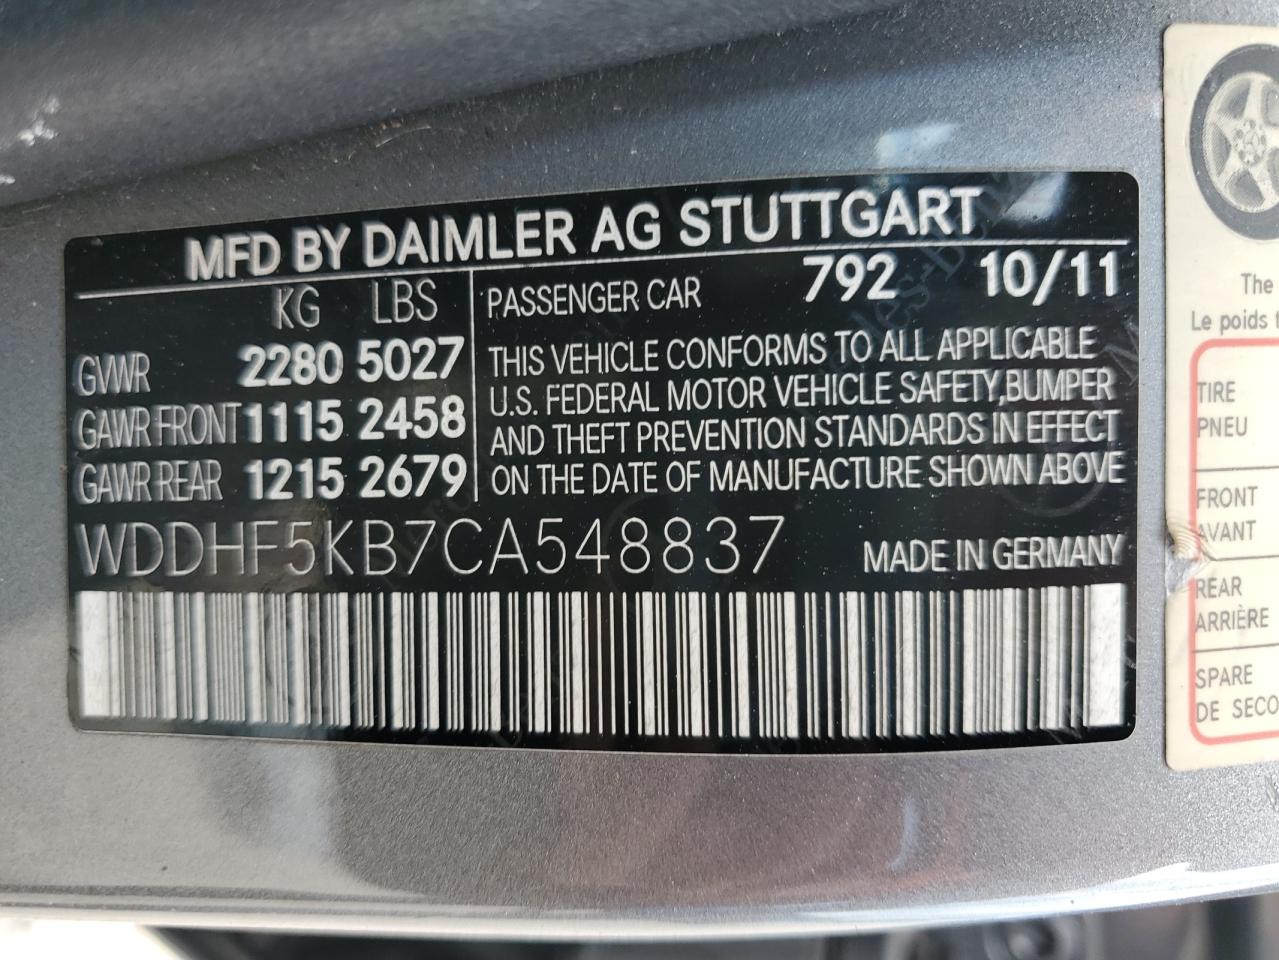 MFD BY DAIMLER AG STUTTGART
KG LBS
GVWR 2280 5027
GAWR FRONT 1115 2458
GAWR REAR 1215 2679
PASSENGER CAR 792 10/11
THIS VEHICLE CONFORMS TO ALL APPLICABLE
U.S. FEDERAL MOTOR VEHICLE SAFETY,BUMPER
AND THEFT PREVENTION STANDARDS IN EFFECT
ON THE DATE OF MANUFACTURE SHOWN ABOVE
WDDHF5KB7CA548837 MADE IN GERMANY
The
Le poids
TIRE
PNEU
FRONT
AVANT
REAR
ARRIÈRE
SPARE
DE SECO